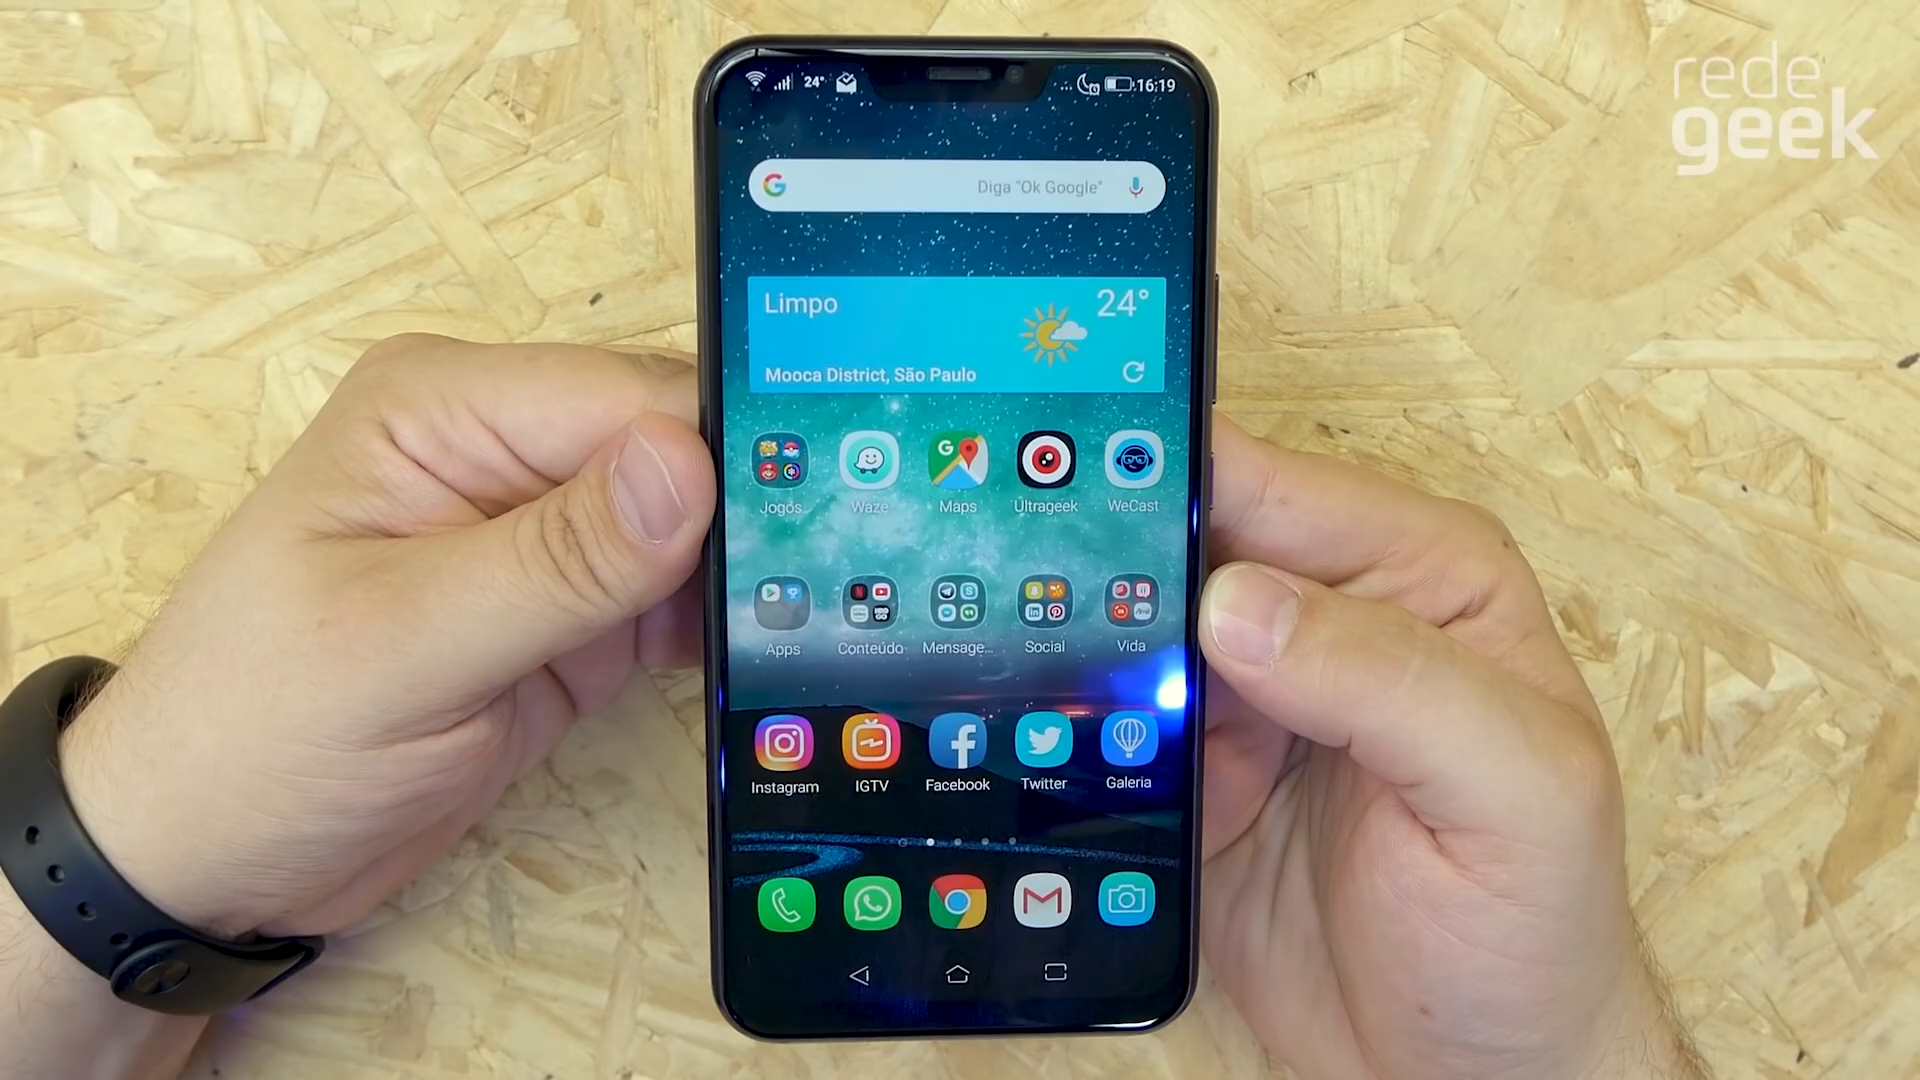 rede
geek
24°
16:19
Diga "Ok Google"
Limpo
24°
Mooca District, São Paulo
Jogos
Waze
Maps
Ultrageek
WeCast
Apps
Conteúdo
Mensage...
Social
Vida
Instagram
IGTV
Facebook
Twitter
Galeria